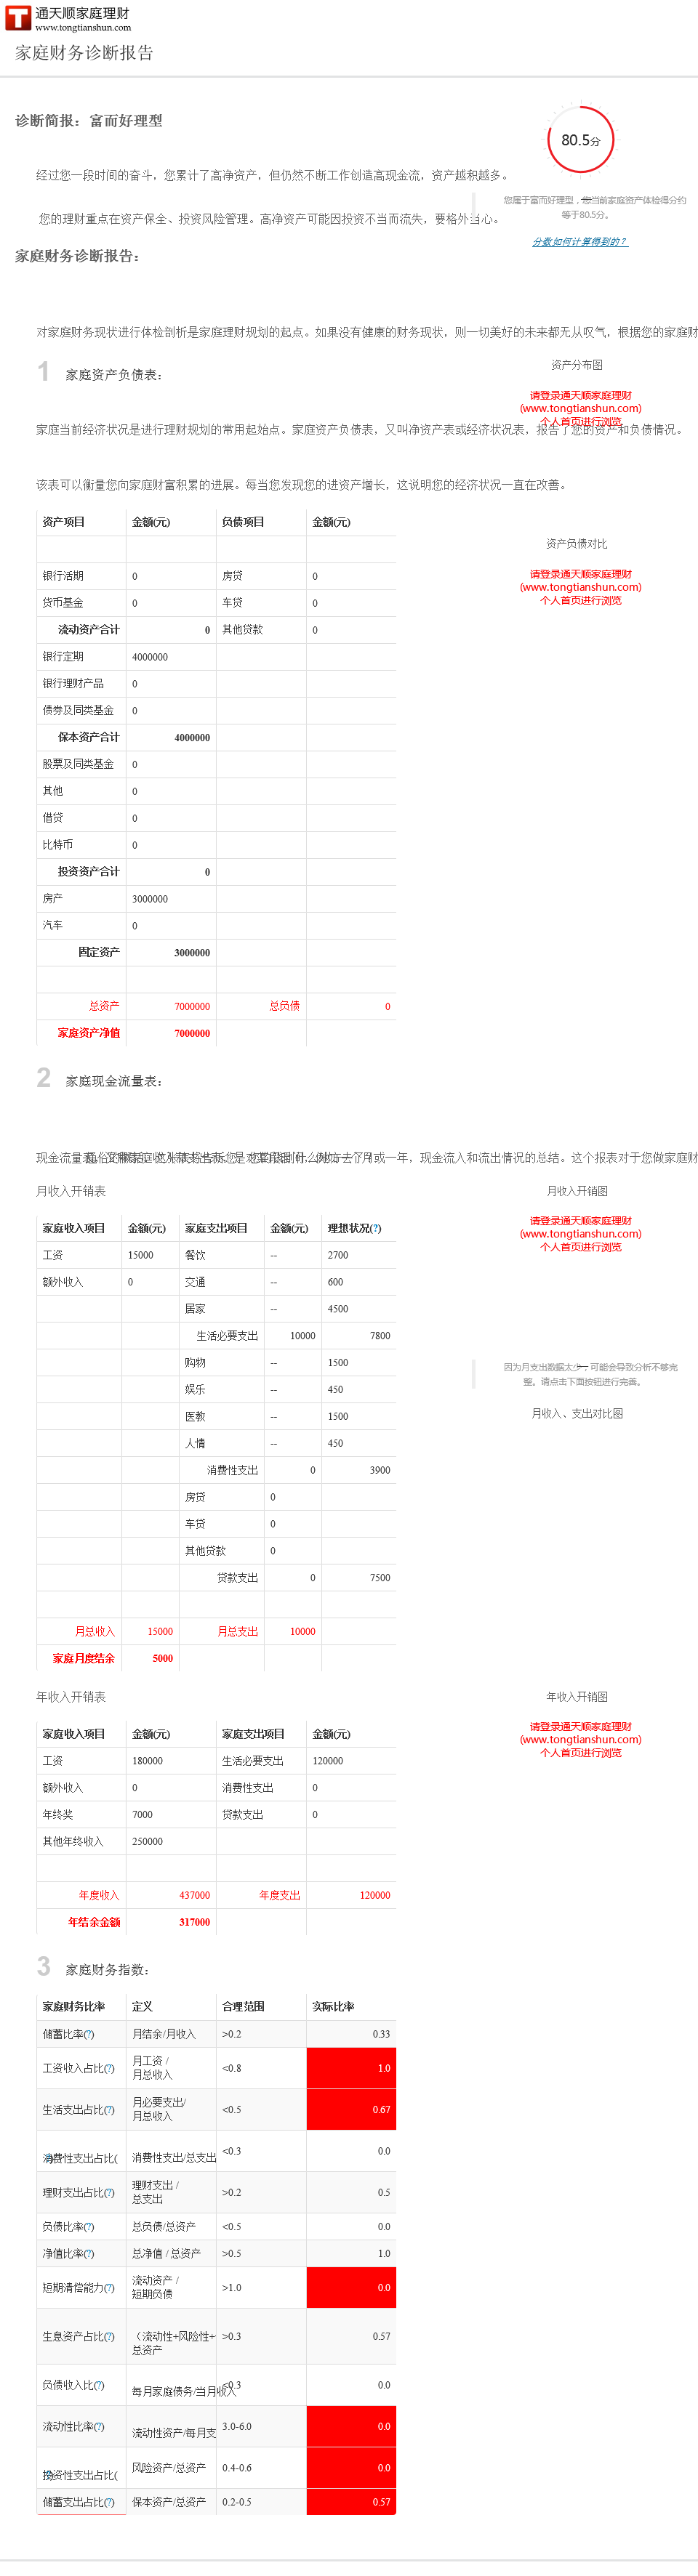 通天顺家庭理财
www.tongtianshun.com
家庭财务诊断报告
诊断简报：富而好理型
80.5分
经过您一段时间的奋斗，您累计了高净资产，但仍然不断工作创造高现金流，资产越积越多。
您的理财重点在资产保全、投资风险管理。高净资产可能因投资不当而流失，要格外当心。
您属于富而好理型，您当前家庭资产体检得分约
等于80.5分。
分数如何计算得到的？
家庭财务诊断报告：
对家庭财务现状进行体检剖析是家庭理财规划的起点。如果没有健康的财务现状，则一切美好的未来都无从叹气，根据您的家庭财
1 家庭资产负债表：
资产分布图
请登录通天顺家庭理财
(www.tongtianshun.com)
个人首页进行浏览
家庭当前经济状况是进行理财规划的常用起始点。家庭资产负债表，又叫净资产表或经济状况表，报告了您的资产和负债情况。
该表可以衡量您向家庭财富积累的进展。每当您发现您的进资产增长，这说明您的经济状况一直在改善。
资产项目 金额(元) 负债项目 金额(元)
资产负债对比
请登录通天顺家庭理财
(www.tongtianshun.com)
个人首页进行浏览
银行活期 0 房贷 0
货币基金 0 车贷 0
流动资产合计 0 其他贷款 0
银行定期 4000000
银行理财产品 0
债券及同类基金 0
保本资产合计 4000000
股票及同类基金 0
其他 0
借贷 0
比特币 0
投资资产合计 0
房产 3000000
汽车 0
固定资产 3000000
总资产 7000000 总负债 0
家庭资产净值 7000000
2 家庭现金流量表：
现金流量表
或一年，现金流入和流出情况的总结。这个报表对于您做家庭财
月收入开销表
月收入开销图
请登录通天顺家庭理财
(www.tongtianshun.com)
个人首页进行浏览
家庭收入项目 金额(元) 家庭支出项目 金额(元) 理想状况(?)
工资 15000 餐饮 -- 2700
额外收入 0 交通 -- 600
居家 -- 4500
生活必要支出 10000 7800
购物 -- 1500
娱乐 -- 450
医教 -- 1500
人情 -- 450
消费性支出 0 3900
房贷 0
车贷 0
其他贷款 0
贷款支出 0 7500
月总收入 15000 月总支出 10000
家庭月度结余 5000
因为月支出数据太少，可能会导致分析不够完
整。请点击下面按钮进行完善。
月收入、支出对比图
年收入开销表
年收入开销图
请登录通天顺家庭理财
(www.tongtianshun.com)
个人首页进行浏览
家庭收入项目 金额(元) 家庭支出项目 金额(元)
工资 180000 生活必要支出 120000
额外收入 0 消费性支出 0
年终奖 7000 贷款支出 0
其他年终收入 250000
年度收入 437000 年度支出 120000
年结余金额 317000
3 家庭财务指数：
家庭财务比率 定义 合理范围 实际比率
储蓄比率(?) 月结余/月收入 >0.2 0.33
工资收入占比(?) 月工资 /
月总收入 <0.8 1.0
生活支出占比(?) 月必要支出/
月总收入 <0.5 0.67
消费性支出占比( 消费性支出/总支出 <0.3 0.0
理财支出占比(?) 理财支出 /
总支出 >0.2 0.5
负债比率(?) 总负债/总资产 <0.5 0.0
净值比率(?) 总净值 / 总资产 >0.5 1.0
短期清偿能力(?) 流动资产 /
短期负债 >1.0 0.0
生息资产占比(?) （流动性+风险性+
总资产 >0.3 0.57
负债收入比(?) 每月家庭债务/当月收入 <0.3 0.0
流动性比率(?) 流动性资产/每月支 3.0-6.0 0.0
投资性支出占比( 风险资产/总资产 0.4-0.6 0.0
储蓄支出占比(?) 保本资产/总资产 0.2-0.5 0.57